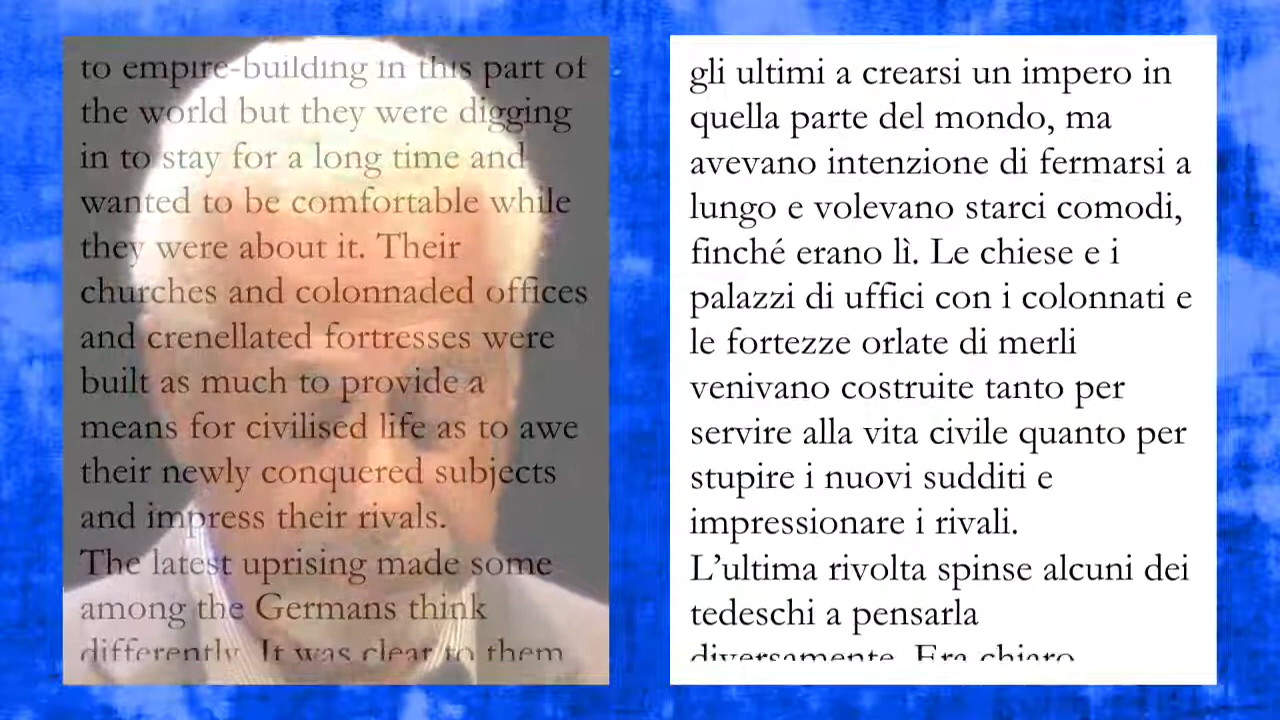 to empire-building in this part of
the world but they were digging
in to stay for a long time and
wanted to be comfortable while
they were about it. Their
churches and colonnaded offices
and crenellated fortresses were
built as much to provide a
means for civilised life as to awe
their newly conquered subjects
and impress their rivals.
The latest uprising made some
among the Germans think
differently. It was clear to them
gli ultimi a crearsi un impero in
quella parte del mondo, ma
avevano intenzione di fermarsi a
lungo e volevano starci comodi,
finché erano lì. Le chiese e i
palazzi di uffici con i colonnati e
le fortezze orlate di merli
venivano costruite tanto per
servire alla vita civile quanto per
stupire i nuovi sudditi e
impressionare i rivali.
L’ultima rivolta spinse alcuni dei
tedeschi a pensarla
diversamente. Era chiaro